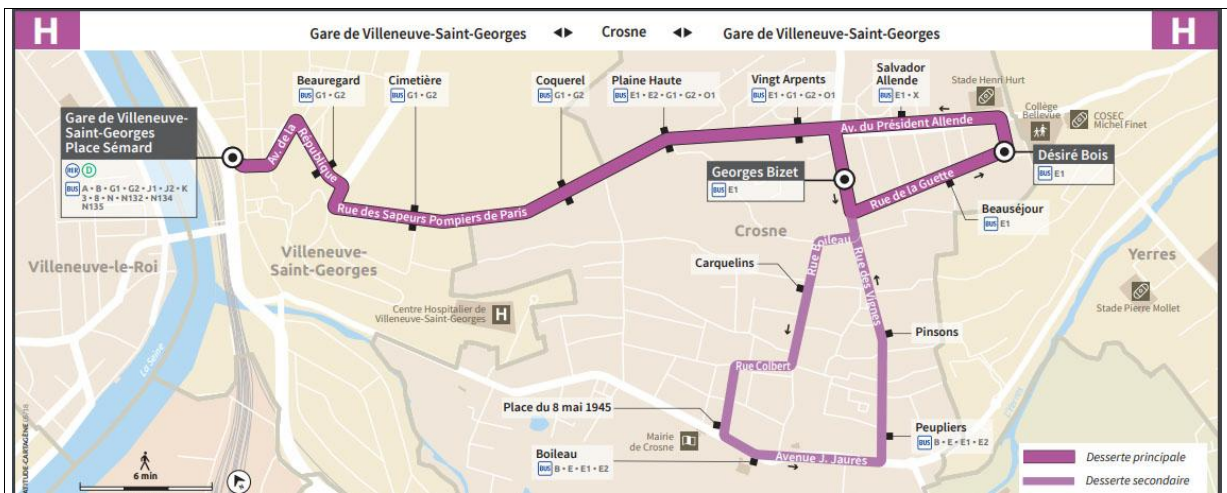 H
Gare de Villeneuve-Saint-Georges ◀▶ Crosne ◀▶ Gare de Villeneuve-Saint-Georges
H
Beauregard
BUS G1 • G2
Cimetière
BUS G1 • G2
Coquerel
BUS G1 • G2
Plaine Haute
BUS E1 • E2 • G1 • G2 • O1
Vingt Arpents
BUS E1 • G1 • G2 • O1
Salvador
Allende
BUS E1 • X
Stade Henri Hurt
Collège
Bellevue
COSEC
Michel Finet
Gare de Villeneuve-
Saint-Georges
Place Sémard
RER D
BUS A • B • G1 • G2 • J1 • J2 • K
3 • 8 • N • N132 • N134
N135
Av. de la
République
Rue des Sapeurs Pompiers de Paris
Av. du Président Allende
Georges Bizet
BUS E1
Désiré Bois
BUS E1
Rue de la Guette
Beauséjour
BUS E1
Crosne
Villeneuve-le-Roi
Villeneuve-
Saint-Georges
Yerres
Rue Boileau
Rue des Vignes
Carquelins
Centre Hospitalier de
Villeneuve-Saint-Georges
H
Stade Pierre Mollet
Pinsons
La Seine
Rue Colbert
Place du 8 mai 1945
Mairie
de Crosne
Peupliers
BUS B • E • E1 • E2
Boileau
BUS B • E • E1 • E2
Avenue J. Jaurès
6 min
Desserte principale
Desserte secondaire